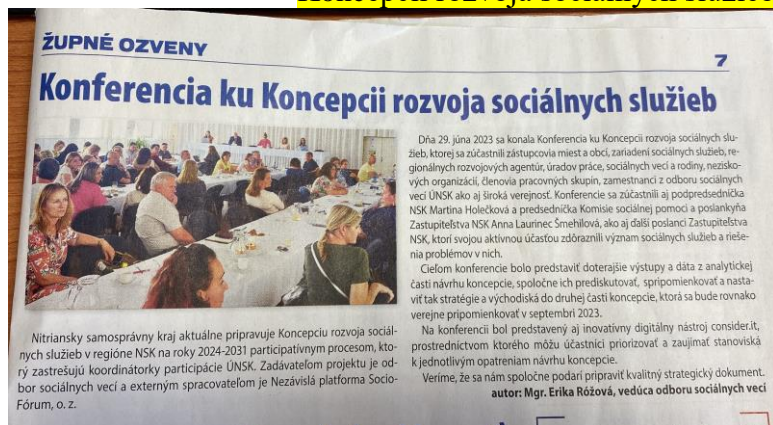 ŽUPNÉ OZVENY
7
Konferencia ku Koncepcii rozvoja sociálnych služieb
Nitriansky samosprávny kraj aktuálne pripravuje Koncepciu rozvoja sociál-
nych služieb v regióne NSK na roky 2024-2031 participatívnym procesom, kto-
rý zastrešujú koordinátorky participácie ÚNSK. Zadávateľom projektu je od-
bor sociálnych vecí a externým spracovateľom je Nezávislá platforma Socio-
Fórum, o. z.
Dňa 29. júna 2023 sa konala Konferencia ku Koncepcii rozvoja sociálnych slu-
žieb, ktorej sa zúčastnili zástupcovia miest a obcí, zariadení sociálnych služieb, re-
gionálnych rozvojových agentúr, úradov práce, sociálnych vecí a rodiny, nezisko-
vých organizácií, členovia pracovných skupín, zamestnanci z odboru sociálnych
vecí ÚNSK ako aj široká verejnosť. Konferencie sa zúčastnili aj podpredsedníčka
NSK Martina Holečková a predsedníčka Komisie sociálnej pomoci a poslankyňa
Zastupiteľstva NSK Anna Laurinec Šmehilová, ako aj ďalší poslanci Zastupiteľstva
NSK, ktorí svojou aktívnou účasťou zdôraznili význam sociálnych služieb a rieše-
nia problémov v nich.
Cieľom konferencie bolo predstaviť doterajšie výstupy a dáta z analytickej
časti návrhu koncepcie, spoločne ich prediskutovať, spripomienkovať a nasta-
viť tak stratégie a východiská do druhej časti koncepcie, ktorá sa bude rovnako
verejne pripomienkovať v septembri 2023.
Na konferencii bol predstavený aj inovatívny digitálny nástroj consider.it,
prostredníctvom ktorého môžu účastníci priorizovať a zaujímať stanoviská
k jednotlivým opatreniam návrhu koncepcie.
Veríme, že sa nám spoločne podarí pripraviť kvalitný strategický dokument.
autor: Mgr. Erika Róžová, vedúca odboru sociálnych vecí